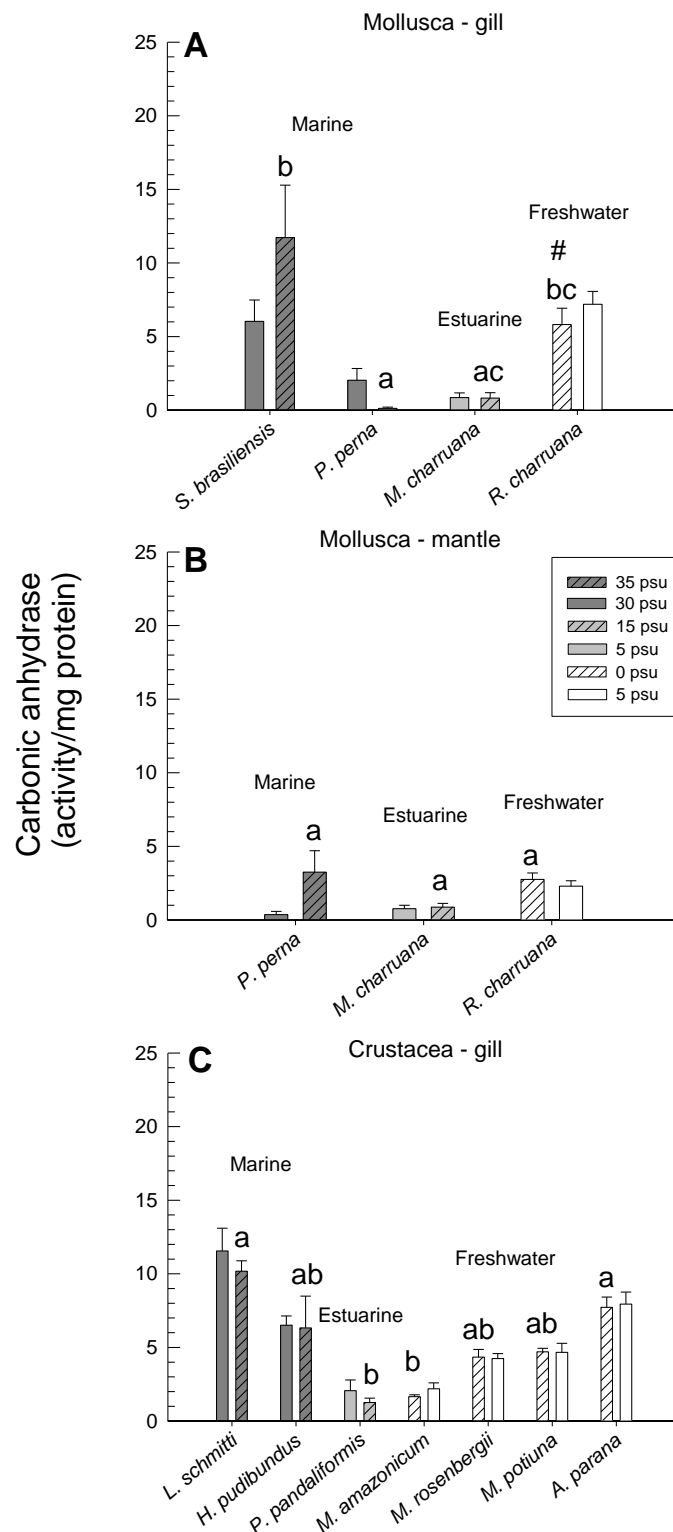 Mollusca - gill
A
25
20
15
10
5
0
Marine
b
a
Estuarine
ac
Freshwater
#
bc
S. brasiliensis
P. perna
M. charruana
R. charruana
Carbonic anhydrase
(activity/mg protein)
Mollusca - mantle
B
25
20
15
10
5
0
35 psu
30 psu
15 psu
5 psu
0 psu
5 psu
Marine
a
Estuarine
a
Freshwater
a
P. perna
M. charruana
R. charruana
Crustacea - gill
C
25
20
15
10
5
0
Marine
a
ab
Estuarine
b
Freshwater
b
ab
ab
a
L. schmitti
H. pudibundus
P. pandaliformis
M. amazonicum
M. rosenbergii
M. potiuna
A. parana